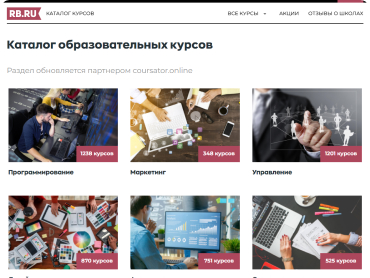 RB.RU КАТАЛОГ КУРСОВ ВСЕ КУРСЫ АКЦИИ ОТЗЫВЫ О ШКОЛАХ
Каталог образовательных курсов
Раздел обновляется партнером coursator.online
1238 курсов 348 курсов 1201 курсов
Программирование Маркетинг Управление
870 курсов 751 курсов 525 курсов